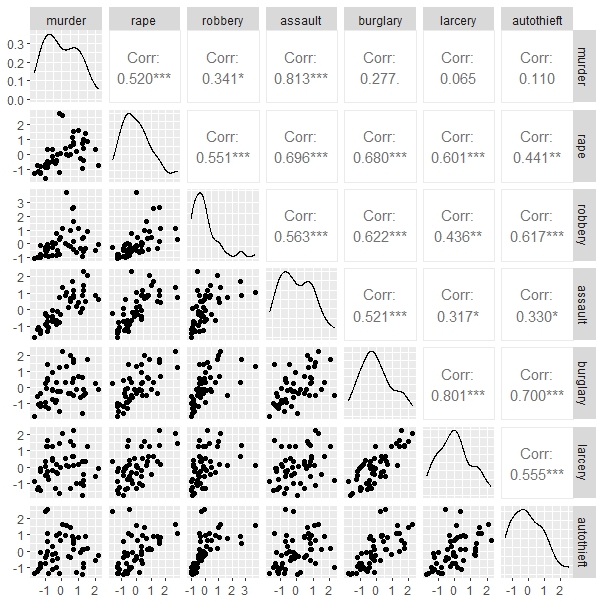 murder rape robbery assault burglary larcery autothieft
0.3 Corr: Corr: Corr: Corr: Corr: Corr: murder
0.2
0.1 0.520*** 0.341* 0.813*** 0.277. 0.065 0.110
0.0
2 Corr: Corr: Corr: Corr: Corr: rape
1
0 0.551*** 0.696*** 0.680*** 0.601*** 0.441**
-1
3 Corr: Corr: Corr: Corr: robbery
2
1
0 0.563*** 0.622*** 0.436** 0.617***
-1
2 Corr: Corr: Corr: assault
1
0 0.521*** 0.317* 0.330*
-1
2 Corr: Corr: burglary
1
0 0.801*** 0.700***
-1
2 Corr: larcery
1
0 0.555***
-1
2 autothieft
1
0
-1
-1 0 1 2 -1 0 1 2 -1 0 1 2 3 -1 0 1 2 -1 0 1 2 -1 0 1 2 -1 0 1 2